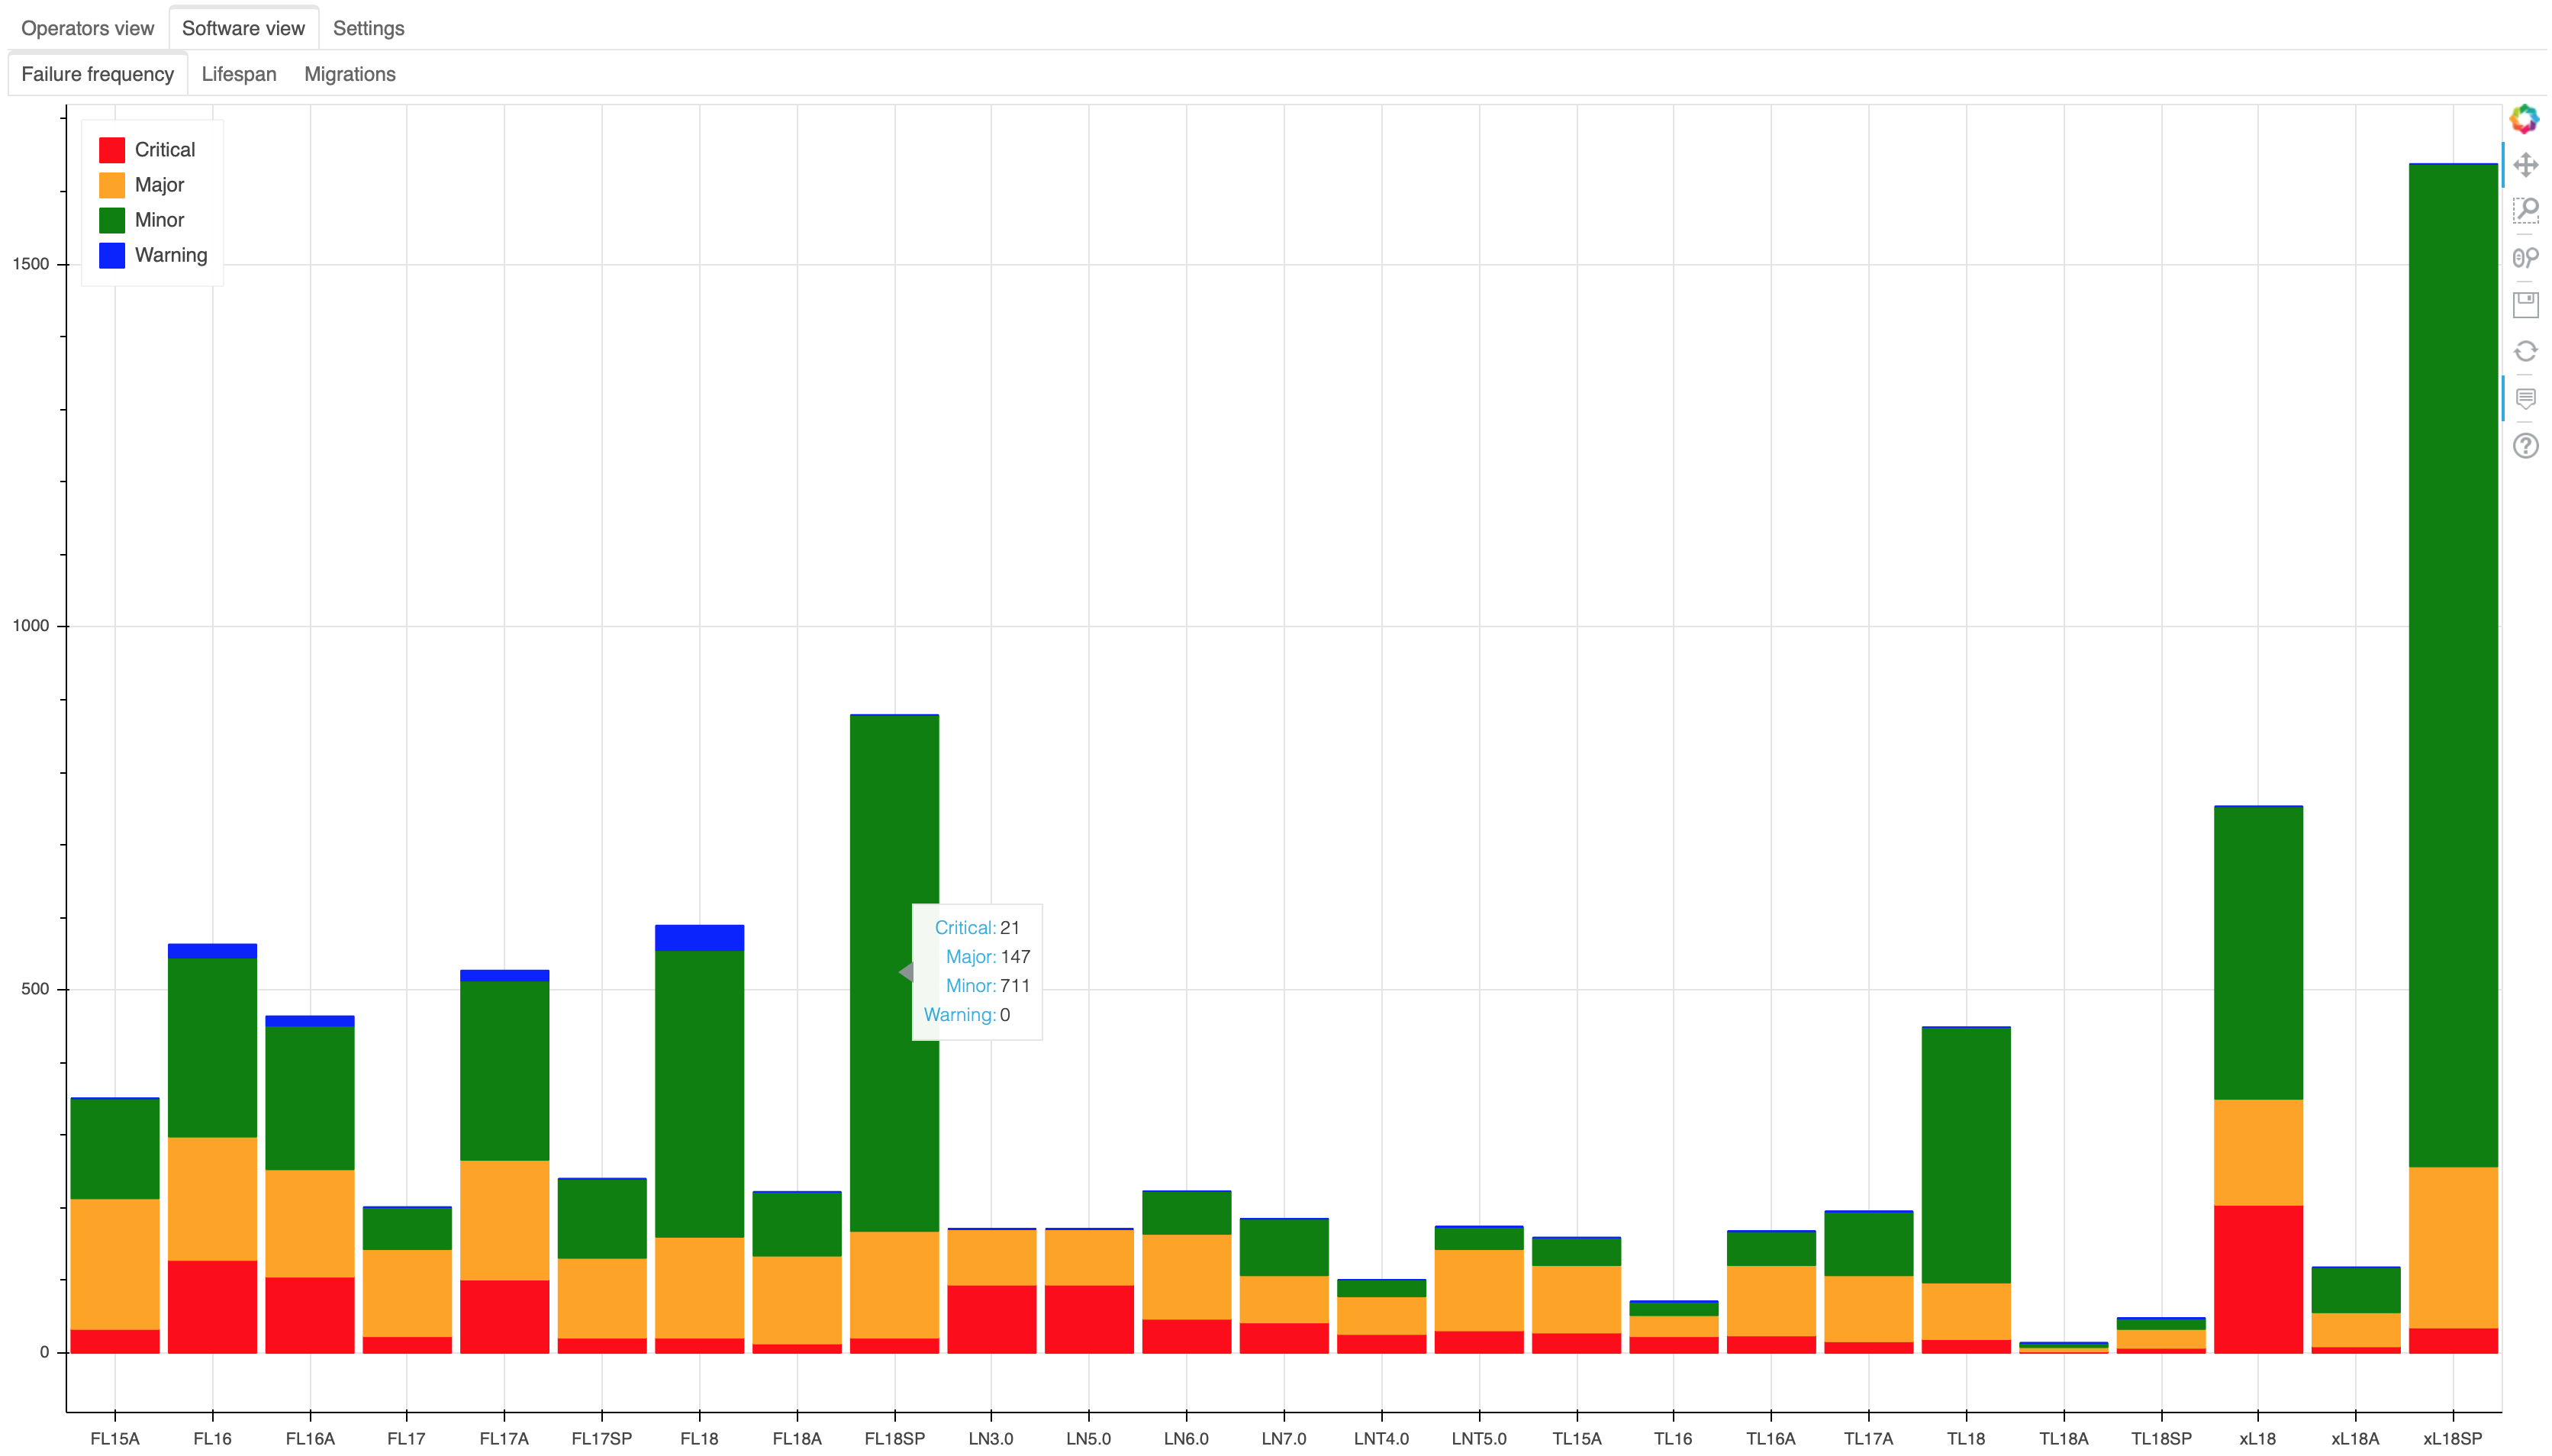 Operators view Software view Settings
Failure frequency Lifespan Migrations
Critical
Major
Minor
Warning
1500
1000
500
0
Critical: 21
Major: 147
Minor: 711
Warning: 0
FL15A FL16 FL16A FL17 FL17A FL17SP FL18 FL18A FL18SP LN3.0 LN5.0 LN6.0 LN7.0 LNT4.0 LNT5.0 TL15A TL16 TL16A TL17A TL18 TL18A TL18SP xL18 xL18A xL18SP